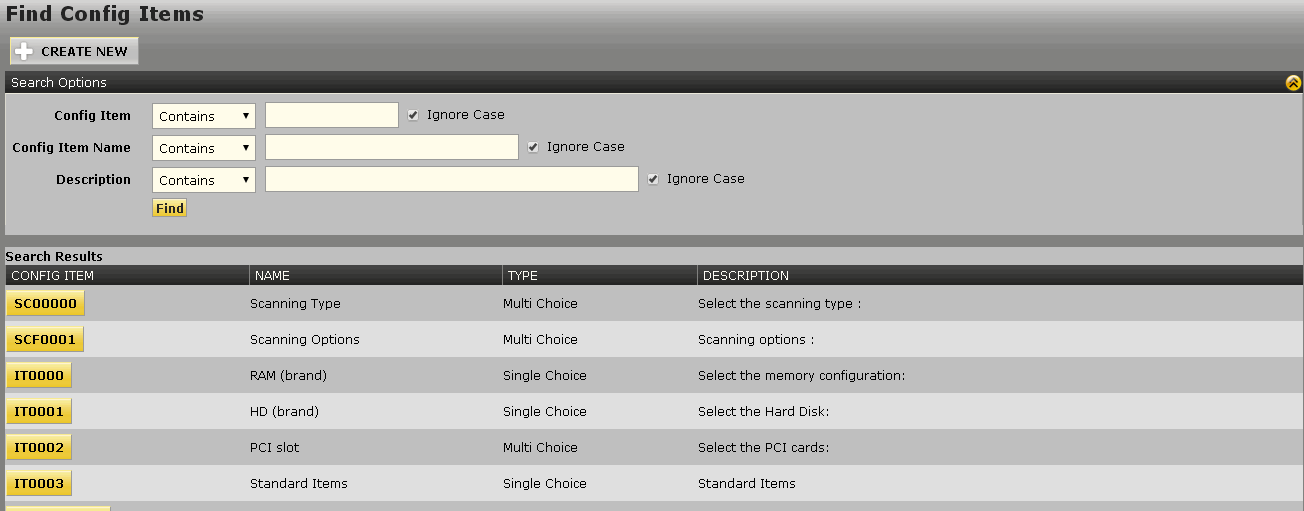 Find Config Items
CREATE NEW
Search Options
Config Item Contains Ignore Case
Config Item Name Contains Ignore Case
Description Contains Ignore Case
Find
Search Results
CONFIG ITEM NAME TYPE DESCRIPTION
SC00000 Scanning Type Multi Choice Select the scanning type :
SCF0001 Scanning Options Multi Choice Scanning options :
IT0000 RAM (brand) Single Choice Select the memory configuration:
IT0001 HD (brand) Single Choice Select the Hard Disk:
IT0002 PCI slot Multi Choice Select the PCI cards:
IT0003 Standard Items Single Choice Standard Items